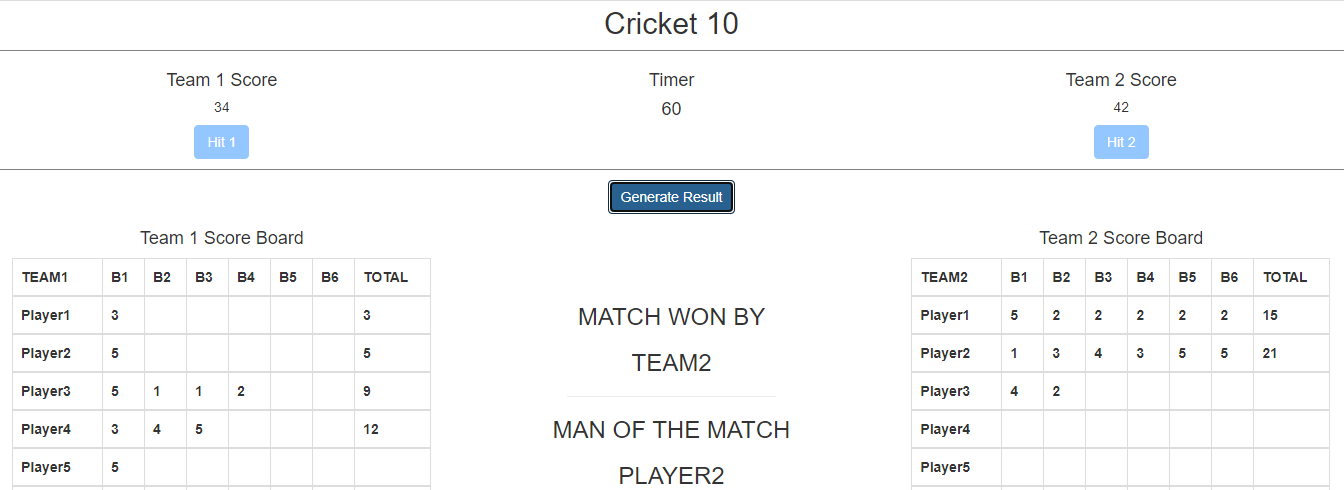 Cricket 10
Team 1 Score
34
Hit 1
Timer
60
Team 2 Score
42
Hit 2
Generate Result
Team 1 Score Board
TEAM1 B1 B2 B3 B4 B5 B6 TOTAL
Player1 3 3
Player2 5 5
Player3 5 1 1 2 9
Player4 3 4 5 12
Player5 5
MATCH WON BY
TEAM2
MAN OF THE MATCH
PLAYER2
Team 2 Score Board
TEAM2 B1 B2 B3 B4 B5 B6 TOTAL
Player1 5 2 2 2 2 2 15
Player2 1 3 4 3 5 5 21
Player3 4 2
Player4
Player5